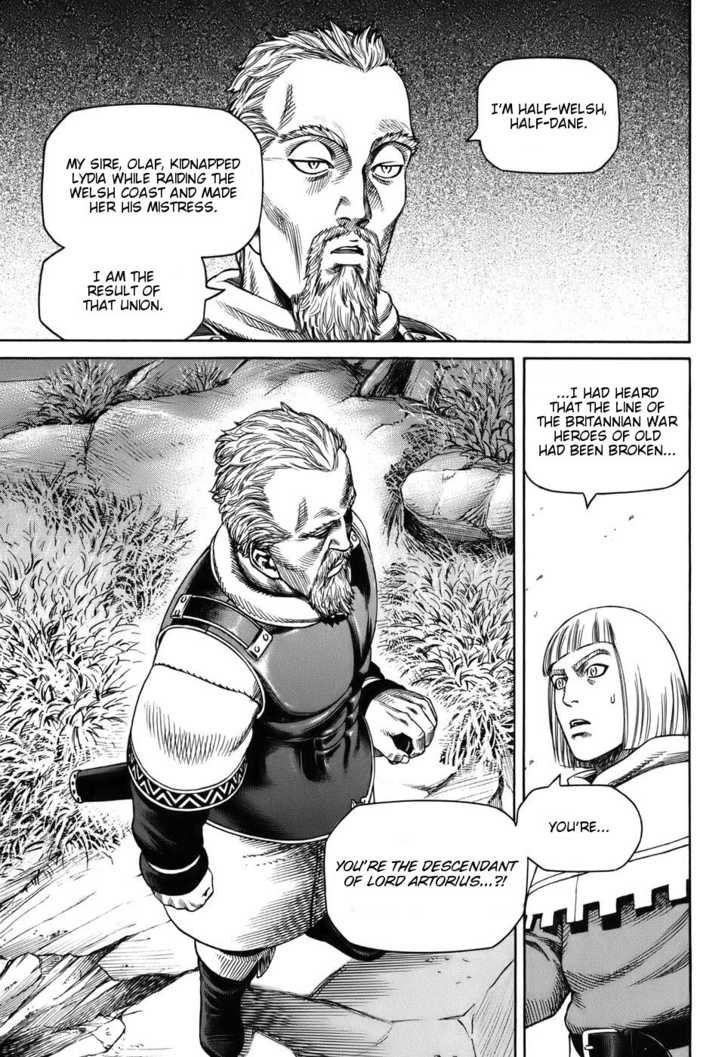 I'M HALF-WELSH,
HALF-DANE.
MY SIRE, OLAF, KIDNAPPED
LYDIA WHILE RAIDING THE
WELSH COAST AND MADE
HER HIS MISTRESS.
I AM THE
RESULT OF
THAT UNION.
...I HAD HEARD
THAT THE LINE OF
THE BRITANNIAN WAR
HEROES OF OLD
HAD BEEN BROKEN...
YOU'RE...
YOU'RE THE DESCENDANT
OF LORD ARTORIUS...?!